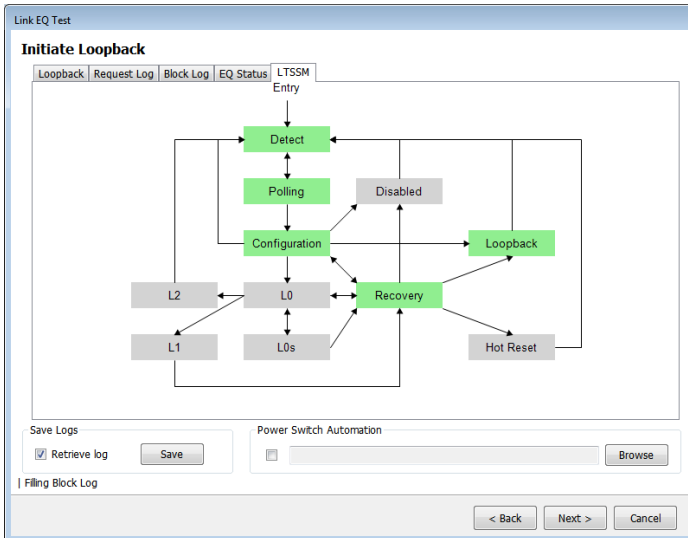 Link EQ Test
Initiate Loopback
Loopback Request Log Block Log EQ Status LTSSM
Entry
Detect
Polling Disabled
Configuration Loopback
L2 L0 Recovery
L1 L0s Hot Reset
Save Logs Power Switch Automation
Retrieve log Save Browse
| Filling Block Log
< Back Next > Cancel